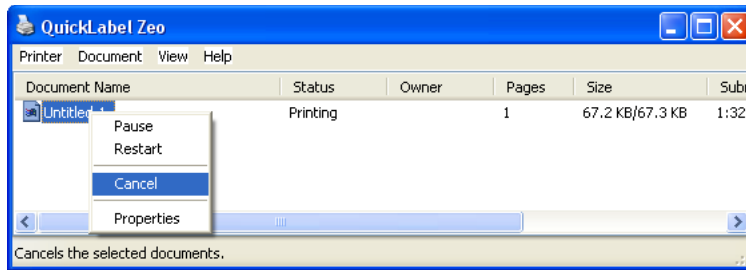 QuickLabel Zeo
Printer Document View Help
Document Name Status Owner Pages Size
Untitled Printing 1 67.2 KB/67.3 KB 1:32
Pause
Restart
Cancel
Properties
Cancels the selected documents.